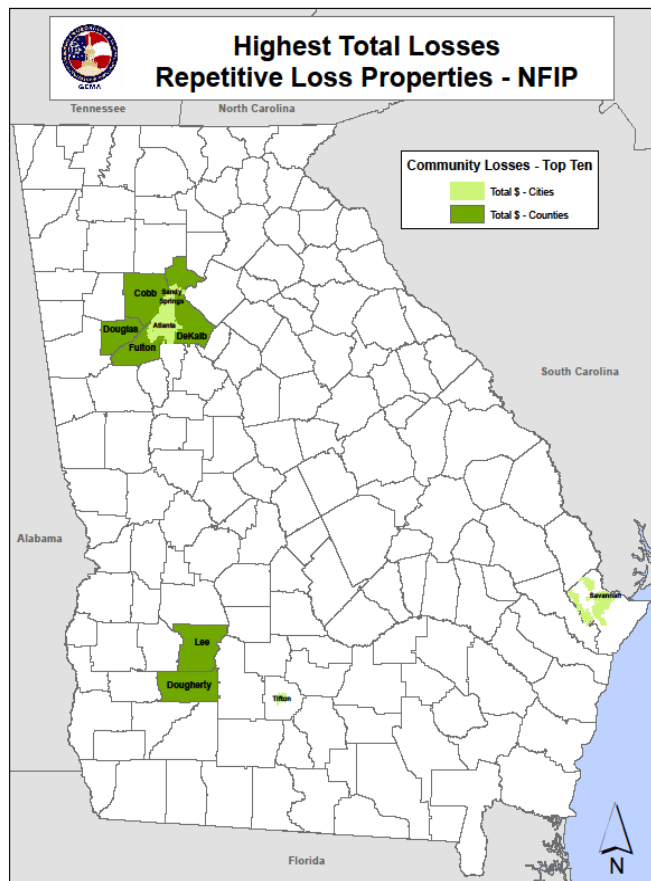 Highest Total Losses
Repetitive Loss Properties - NFIP
GEMA
Tennessee
North Carolina
Community Losses - Top Ten
Total $ - Cities
Total $ - Counties
Cobb
Sandy
Springs
Atlanta
Douglas
DeKalb
Fulton
South Carolina
Alabama
Savannah
Lee
Dougherty
Tifton
Florida
N